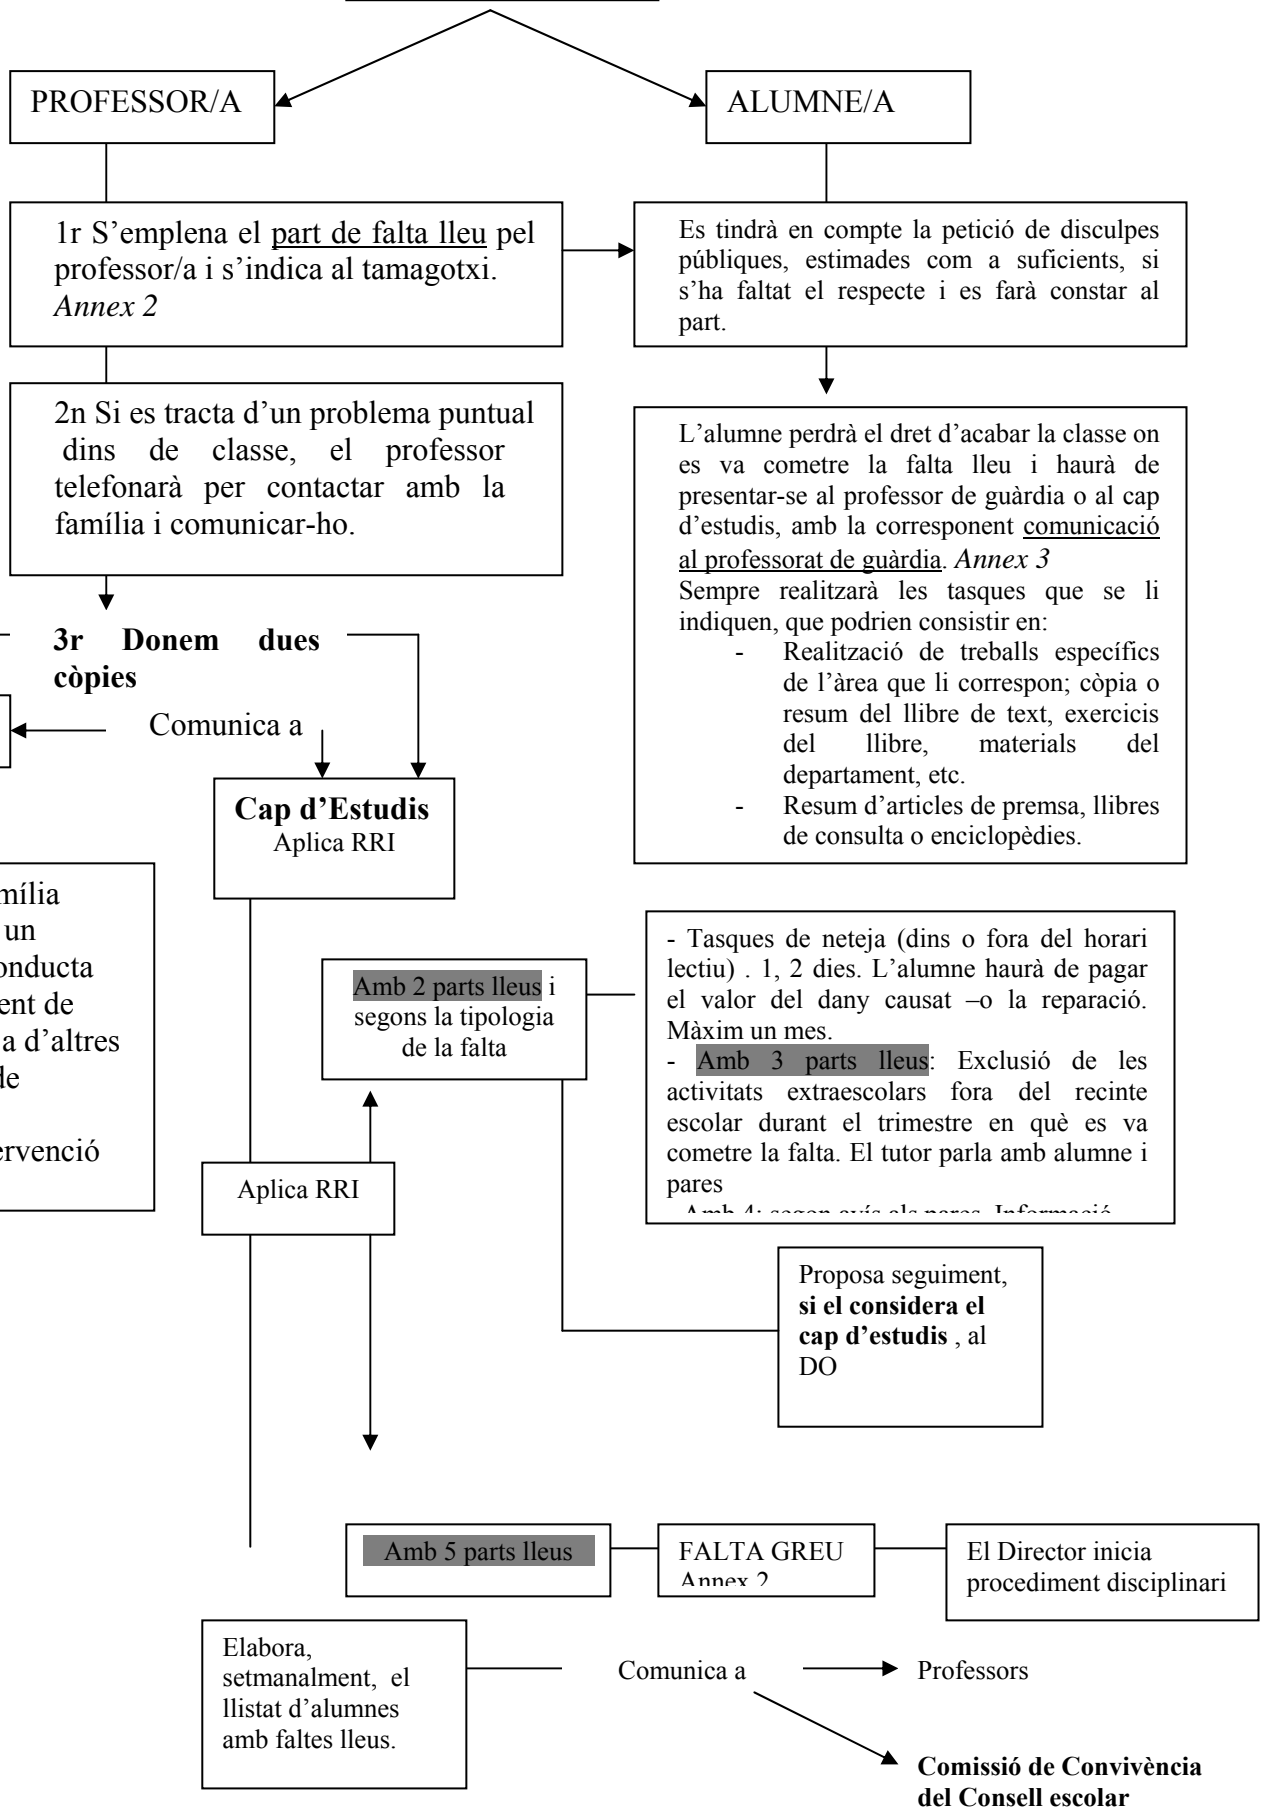 PROFESSOR/A
ALUMNE/A
1r S’emplena el part de falta lleu pel
professor/a i s’indica al tamagotxi.
Annex 2
Es tindrà en compte la petició de disculpes
públiques, estimades com a suficients, si
s’ha faltat el respecte i es farà constar al
part.
2n Si es tracta d’un problema puntual
dins de classe, el professor
telefonarà per contactar amb la
família i comunicar-ho.
L’alumne perdrà el dret d’acabar la classe on
es va cometre la falta lleu i haurà de
presentar-se al professor de guàrdia o al cap
d’estudis, amb la corresponent comunicació
al professorat de guàrdia. Annex 3
Sempre realitzarà les tasques que se li
indiquen, que podrien consistir en:
- Realització de treballs específics
de l’àrea que li correspon; còpia o
resum del llibre de text, exercicis
del llibre, materials del
departament, etc.
- Resum d’articles de premsa, llibres
de consulta o enciclopèdies.
3r Donem dues
còpies
Comunica a
Cap d’Estudis
Aplica RRI
mília
un
onducta
ent de
a d’altres
de
ervenció
Amb 2 parts lleus i
segons la tipologia
de la falta
- Tasques de neteja (dins o fora del horari
lectiu) . 1, 2 dies. L’alumne haurà de pagar
el valor del dany causat –o la reparació.
Màxim un mes.
- Amb 3 parts lleus: Exclusió de les
activitats extraescolars fora del recinte
escolar durant el trimestre en què es va
cometre la falta. El tutor parla amb alumne i
pares
- Amb 4: segon avís als pares. Informació
Aplica RRI
Proposa seguiment,
si el considera el
cap d’estudis , al
DO
Amb 5 parts lleus
FALTA GREU
Annex 2
El Director inicia
procediment disciplinari
Elabora,
setmanalment, el
llistat d’alumnes
amb faltes lleus.
Comunica a
Professors
Comissió de Convivència
del Consell escolar